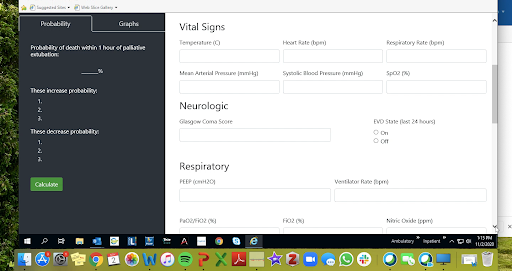 Suggested Sites
Web Slice Gallery
Probability
Graphs
Probability of death within 1 hour of palliative
extubation:
_____%
These increase probability:
1.
2.
3.
These decrease probability:
1.
2.
3.
Calculate
Vital Signs
Temperature (C)
Heart Rate (bpm)
Respiratory Rate (bpm)
Mean Arterial Pressure (mmHg)
Systolic Blood Pressure (mmHg)
SpO2 (%)
Neurologic
Glasgow Coma Score
EVD State (last 24 hours)
On
Off
Respiratory
PEEP (cmH2O)
Ventilator Rate (bpm)
PaO2/FiO2 (%)
FiO2 (%)
Nitric Oxide (ppm)
Ambulatory
Inpatient
1:15 PM
11/2/2020